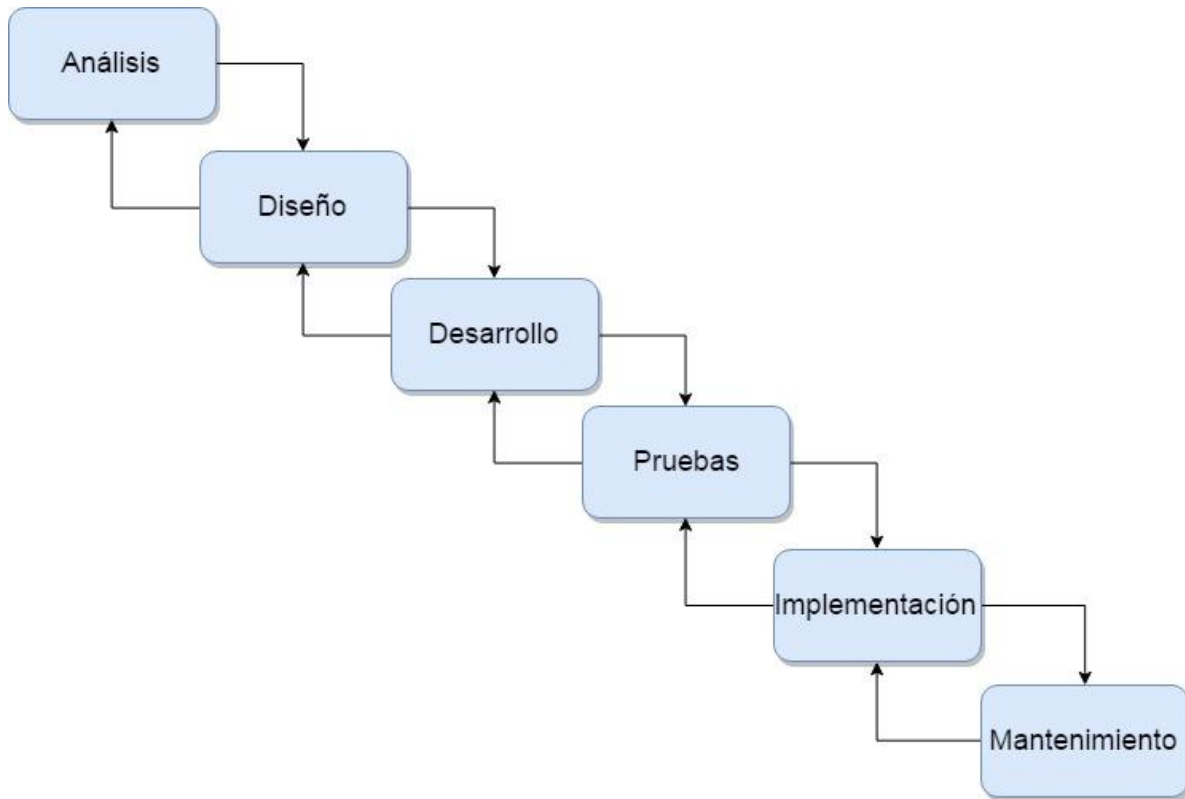 Análisis
Diseño
Desarrollo
Pruebas
Implementación
Mantenimiento